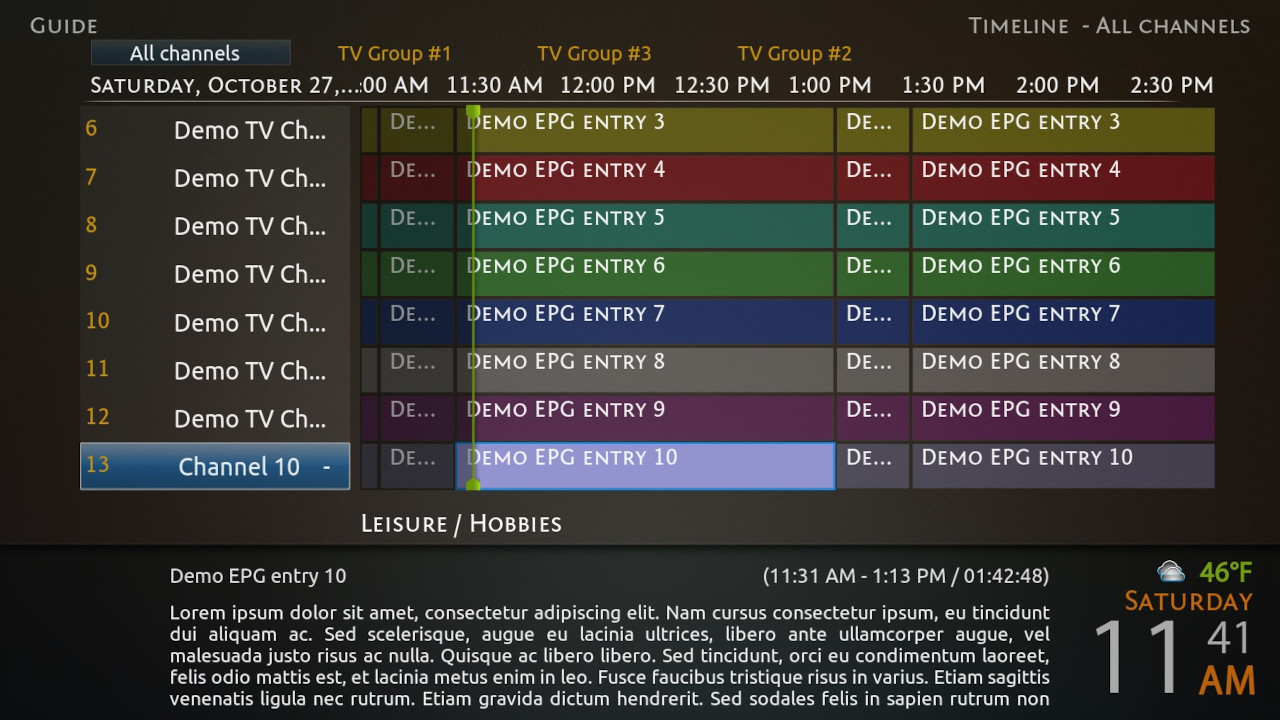 GUIDE
TIMELINE - ALL CHANNELS
All channels TV Group #1 TV Group #3 TV Group #2
SATURDAY, OCTOBER 27,...:00 AM 11:30 AM 12:00 PM 12:30 PM 1:00 PM 1:30 PM 2:00 PM 2:30 PM
6 Demo TV Ch... DE... DEMO EPG ENTRY 3 DE... DEMO EPG ENTRY 3
7 Demo TV Ch... DE... DEMO EPG ENTRY 4 DE... DEMO EPG ENTRY 4
8 Demo TV Ch... DE... DEMO EPG ENTRY 5 DE... DEMO EPG ENTRY 5
9 Demo TV Ch... DE... DEMO EPG ENTRY 6 DE... DEMO EPG ENTRY 6
10 Demo TV Ch... DE... DEMO EPG ENTRY 7 DE... DEMO EPG ENTRY 7
11 Demo TV Ch... DE... DEMO EPG ENTRY 8 DE... DEMO EPG ENTRY 8
12 Demo TV Ch... DE... DEMO EPG ENTRY 9 DE... DEMO EPG ENTRY 9
13 Channel 10 - DE... DEMO EPG ENTRY 10 DE... DEMO EPG ENTRY 10
LEISURE / HOBBIES
Demo EPG entry 10 (11:31 AM - 1:13 PM / 01:42:48)
Lorem ipsum dolor sit amet, consectetur adipiscing elit. Nam cursus consectetur ipsum, eu tincidunt
dui aliquam ac. Sed scelerisque, augue eu lacinia ultrices, libero ante ullamcorper augue, vel
malesuada justo risus ac nulla. Quisque ac libero libero. Sed tincidunt, orci eu condimentum laoreet,
felis odio mattis est, et lacinia metus enim in leo. Fusce faucibus tristique risus in varius. Etiam sagittis
venenatis ligula nec rutrum. Etiam gravida dictum hendrerit. Sed sodales felis in sapien rutrum non
46°F
SATURDAY
11 41
AM